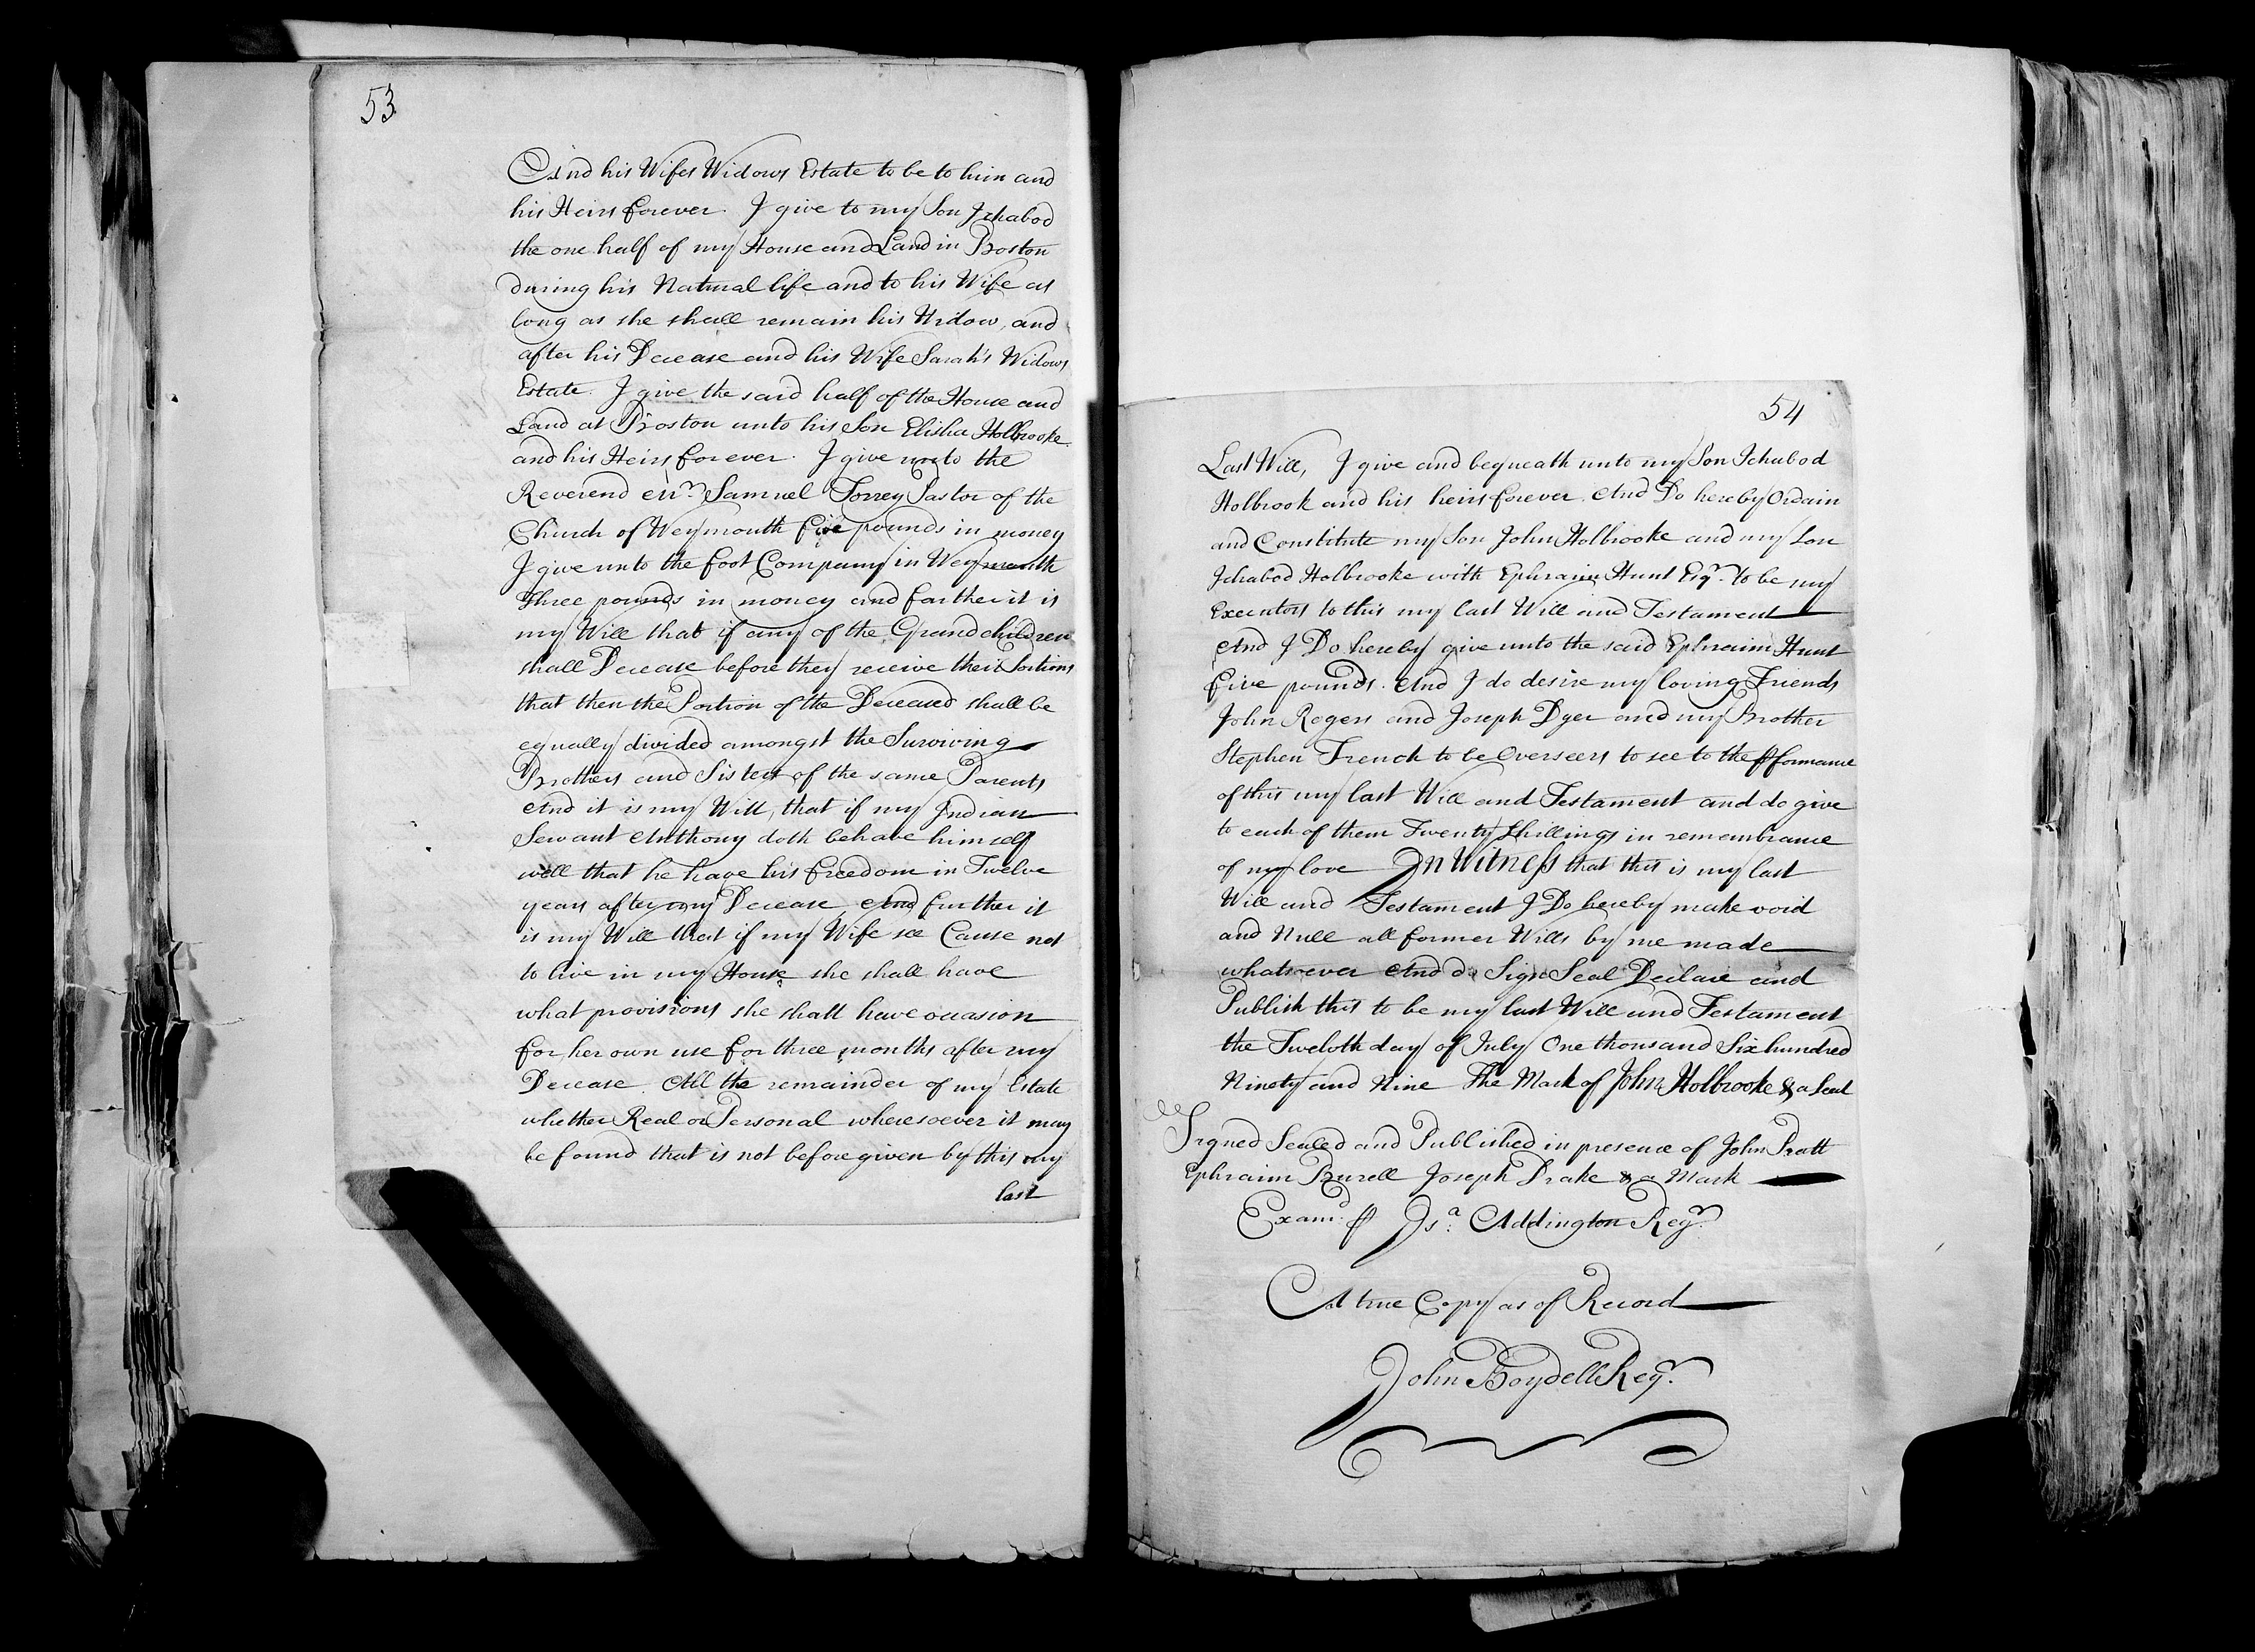 53
And his Wifes Widows Estate to be to him and
his Heirs forever. I give to my Son Ichabod
the one half of my House and Land in Boston
During his Natural life and to his Wife as
long as she shall remain his Widow, and
after his Decease and his Wife Sarah's Widows
Estate. I give the said half of the House and
Land at Boston unto his Son Elisha Holbrooke
and his Heirs forever. I give unto the
Reverend Mr. Samuel Torrey Pastor of the
Church of Weymouth five pounds in money
I give unto the foot Company in Weymouth
Three pounds in money and farther it is
my Will that if any of the Grandchildren
shall Decease before they receive their Portions
that then the Portion of the Deceased shall be
equally divided amongst the Surviving
Brothers and Sisters of the same Parents
And it is my Will, that if my Indian
Servant Anthony doth behave himself
well that he have his freedom in Twelve
years after my Decease, And further it
is my Will that if my Wife see Cause not
to live in my House she shall have
what provisions she shall have occasion
for her own use for three months after my
Decease. All the remainder of my Estate
whether Real or Personal wheresoever it may
be found that is not before given by this my
last
54
Last Will, I give and bequeath unto my Son Ichabod
Holbrook and his heirs forever. And Do hereby Ordain
and Constitute my Son John Holbrooke and my Son
Ichabod Holbrooke with Ephraim Hunt Esqr. to be my
Executors to this my last Will and Testament
And I Do hereby give unto the said Ephraim Hunt
five pounds. And I do desire my loving Friends
John Rogers and Joseph Dyer and my Brother
Stephen French to be Overseers to see to the pformance
of this my last Will and Testament and do give
to each of them Twenty Shillings in remembrance
of my love In Witness that this is my last
Will and Testament I Do hereby make void
and Null all former Wills by me made
whatsoever And do Sign Seal Declare and
Publish this to be my last Will and Testament
the Twelvth day of July One thousand Six hundred
Ninety and Nine The Mark of John Holbrooke & a Seal
Signed Sealed and Published in presence of John Pratt
Ephraim Burell Joseph Drake & a Mark
Examd. p Isa. Addington Regr.
A true Copy as of Record
John Boydell Regr.